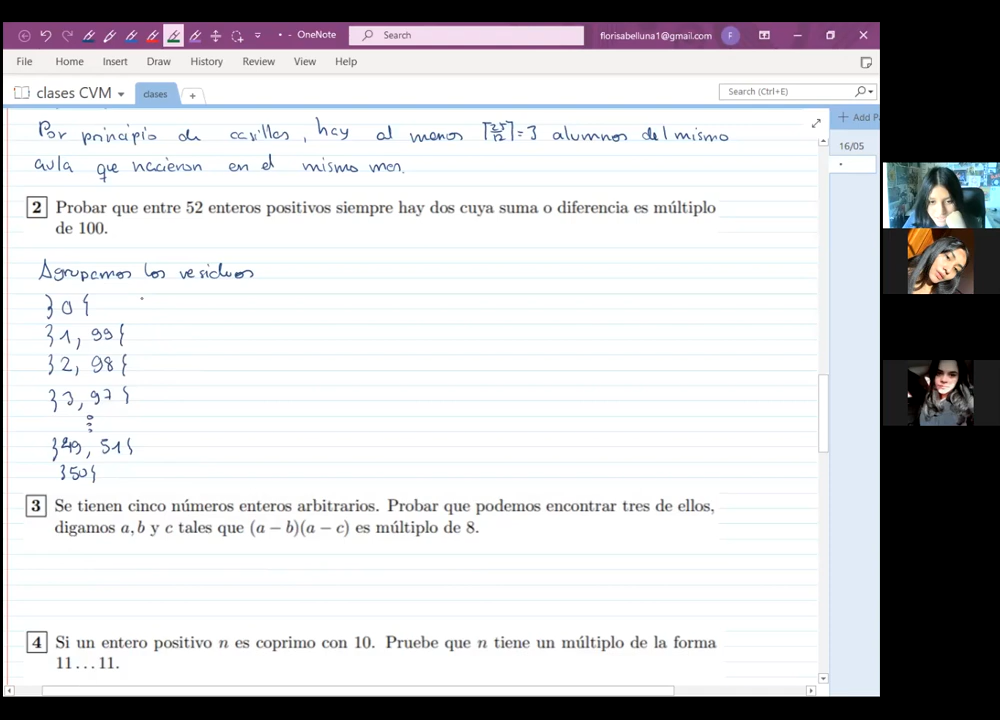 OneNote
Search
florisabelluna1@gmail.com
F
File Home Insert Draw History Review View Help
clases CVM
clases
+
Search (Ctrl+E)
+ Add Pa
16/05
Por principio de casillas, hay al menos ⌈25/12⌉=3 alumnos del mismo
aula que nacieron en el mismo mes.
2 Probar que entre 52 enteros positivos siempre hay dos cuya suma o diferencia es múltiplo
de 100.
Agrupamos los residuos
}0{
}1, 99{
}2, 98{
}3, 97{
⋮
}49, 51{
}50{
3 Se tienen cinco números enteros arbitrarios. Probar que podemos encontrar tres de ellos,
digamos a, b y c tales que (a − b)(a − c) es múltiplo de 8.
4 Si un entero positivo n es coprimo con 10. Pruebe que n tiene un múltiplo de la forma
11 . . . 11.